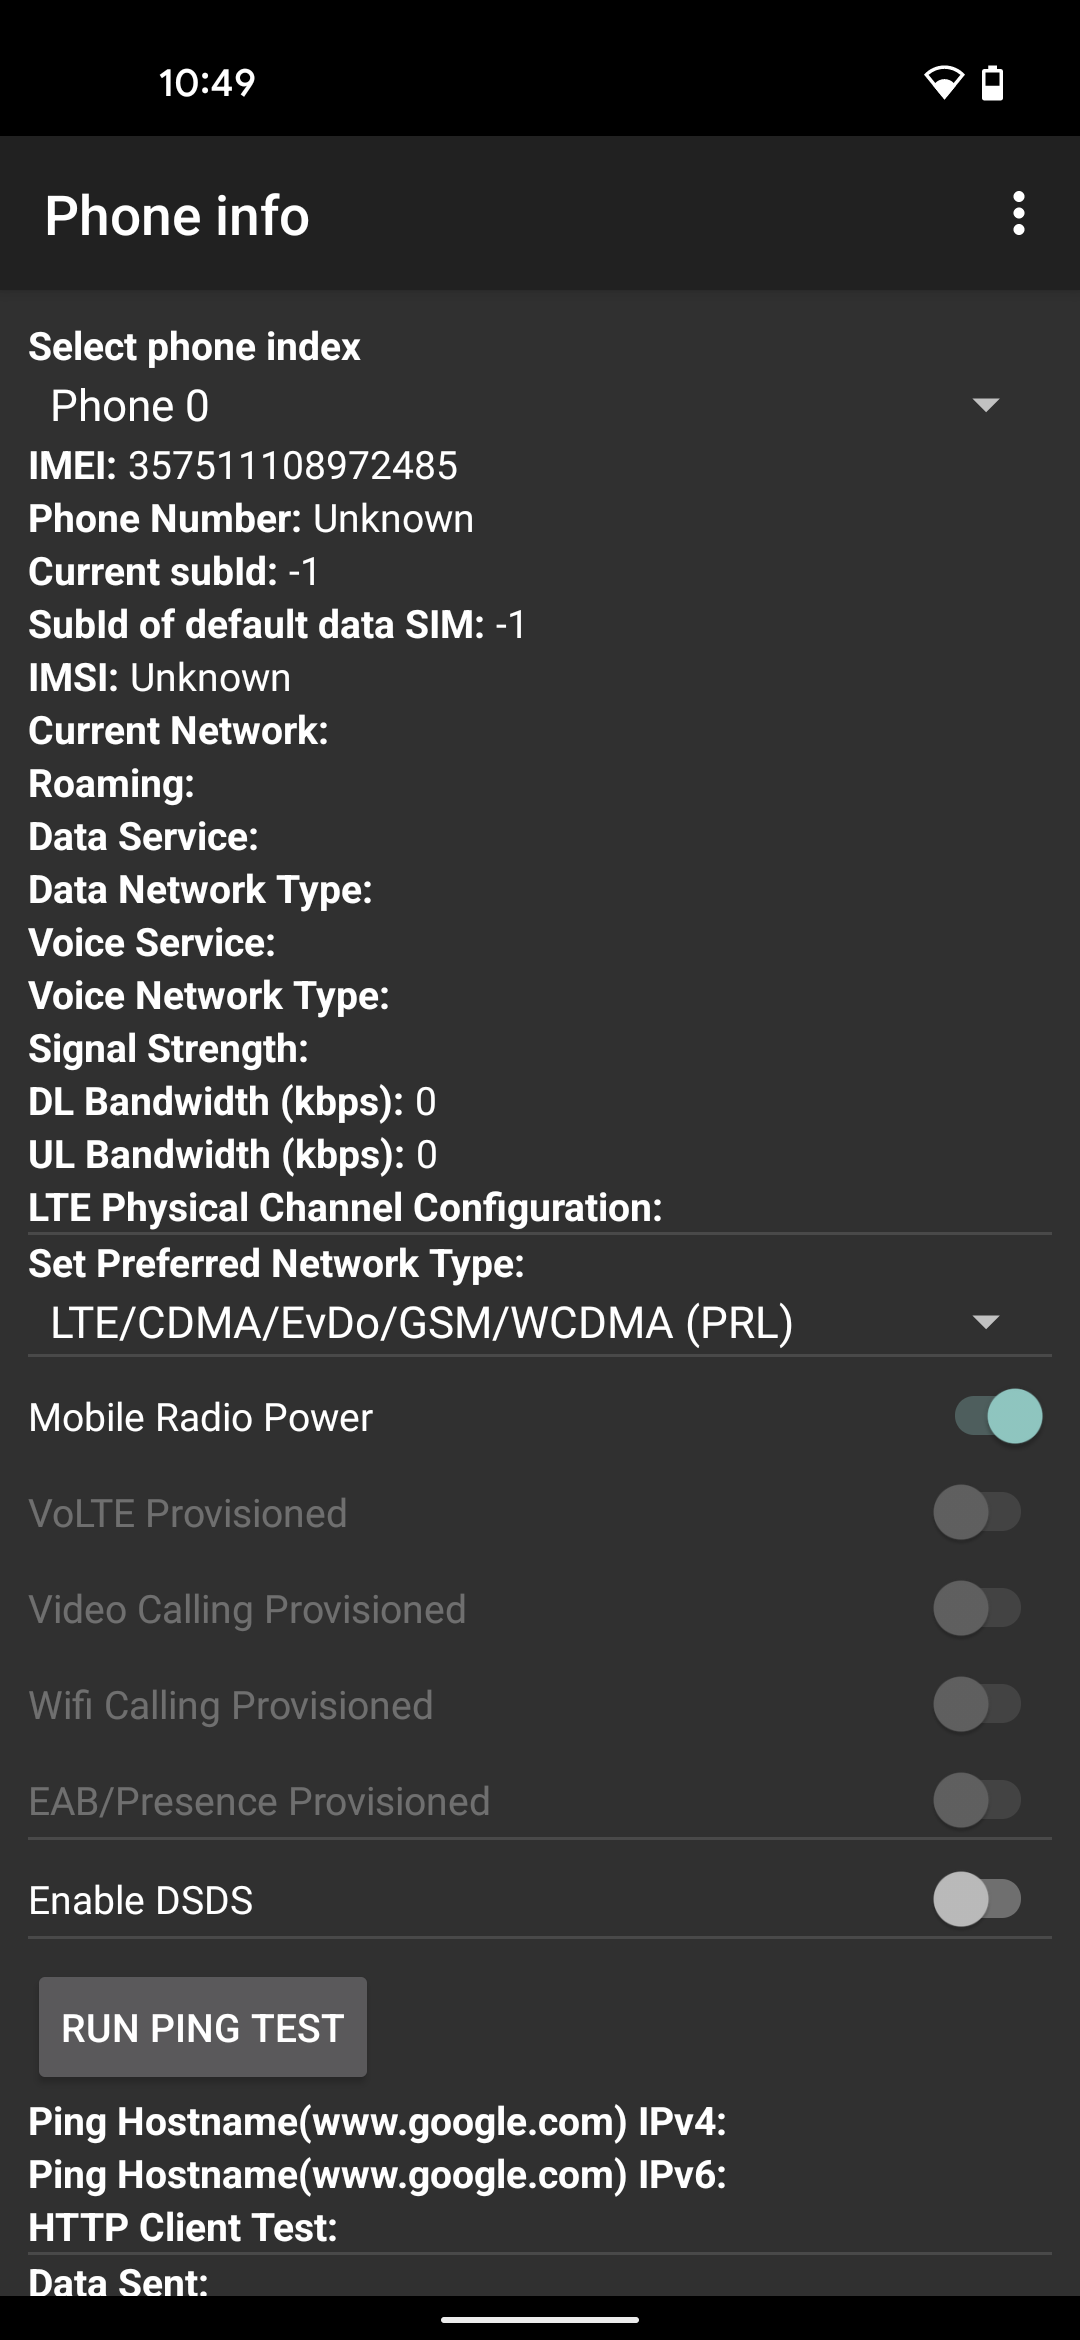 10:49
Phone info
Select phone index
Phone 0
IMEI: 357511108972485
Phone Number: Unknown
Current subId: -1
SubId of default data SIM: -1
IMSI: Unknown
Current Network:
Roaming:
Data Service:
Data Network Type:
Voice Service:
Voice Network Type:
Signal Strength:
DL Bandwidth (kbps): 0
UL Bandwidth (kbps): 0
LTE Physical Channel Configuration:
Set Preferred Network Type:
LTE/CDMA/EvDo/GSM/WCDMA (PRL)
Mobile Radio Power
VoLTE Provisioned
Video Calling Provisioned
Wifi Calling Provisioned
EAB/Presence Provisioned
Enable DSDS
RUN PING TEST
Ping Hostname(www.google.com) IPv4:
Ping Hostname(www.google.com) IPv6:
HTTP Client Test:
Data Sent: